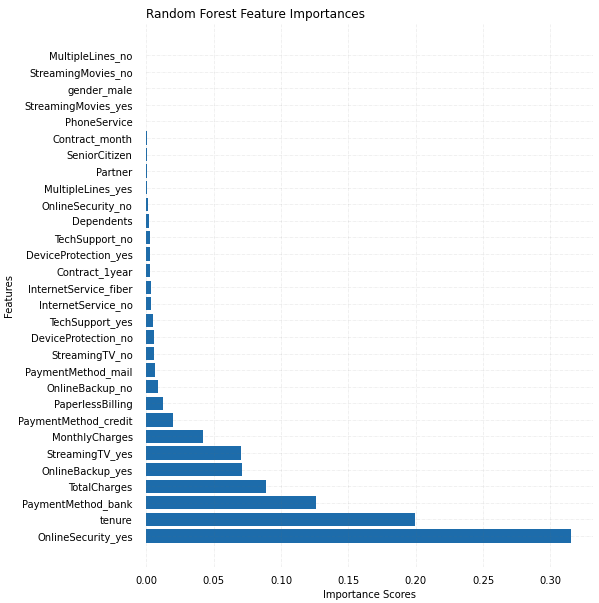 Random Forest Feature Importances
MultipleLines_no
StreamingMovies_no
gender_male
StreamingMovies_yes
PhoneService
Contract_month
SeniorCitizen
Partner
MultipleLines_yes
OnlineSecurity_no
Dependents
TechSupport_no
DeviceProtection_yes
Contract_1year
InternetService_fiber
InternetService_no
TechSupport_yes
DeviceProtection_no
StreamingTV_no
PaymentMethod_mail
OnlineBackup_no
PaperlessBilling
PaymentMethod_credit
MonthlyCharges
StreamingTV_yes
OnlineBackup_yes
TotalCharges
PaymentMethod_bank
tenure
OnlineSecurity_yes
Features
0.00 0.05 0.10 0.15 0.20 0.25 0.30
Importance Scores